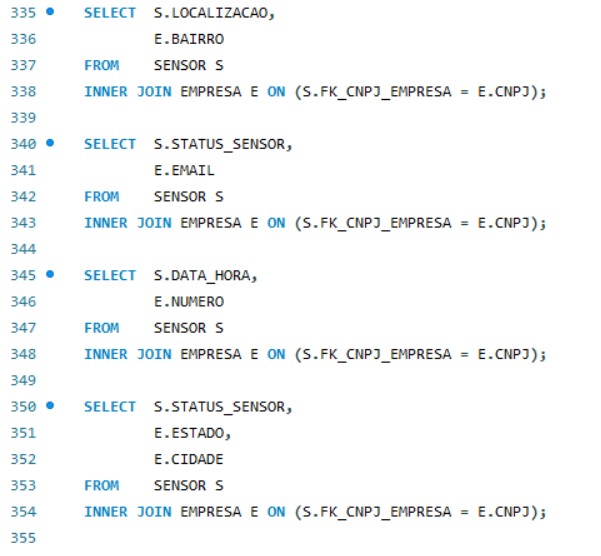 335 SELECT S.LOCALIZACAO,
336 E.BAIRRO
337 FROM SENSOR S
338 INNER JOIN EMPRESA E ON (S.FK_CNPJ_EMPRESA = E.CNPJ);
339
340 SELECT S.STATUS_SENSOR,
341 E.EMAIL
342 FROM SENSOR S
343 INNER JOIN EMPRESA E ON (S.FK_CNPJ_EMPRESA = E.CNPJ);
344
345 SELECT S.DATA_HORA,
346 E.NUMERO
347 FROM SENSOR S
348 INNER JOIN EMPRESA E ON (S.FK_CNPJ_EMPRESA = E.CNPJ);
349
350 SELECT S.STATUS_SENSOR,
351 E.ESTADO,
352 E.CIDADE
353 FROM SENSOR S
354 INNER JOIN EMPRESA E ON (S.FK_CNPJ_EMPRESA = E.CNPJ);
355